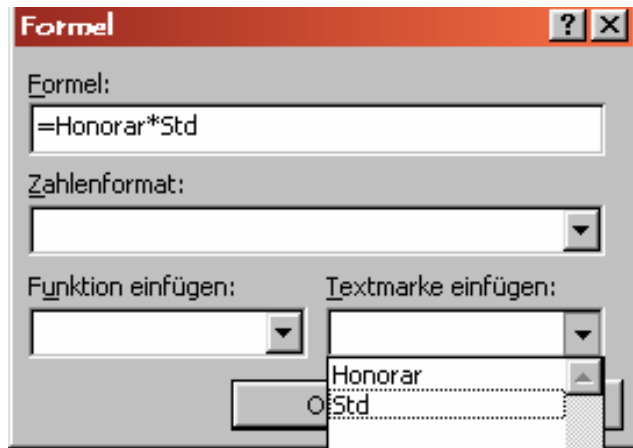 Formel
Formel:
=Honorar*Std
Zahlenformat:
Funktion einfügen:
Textmarke einfügen:
Honorar
Std